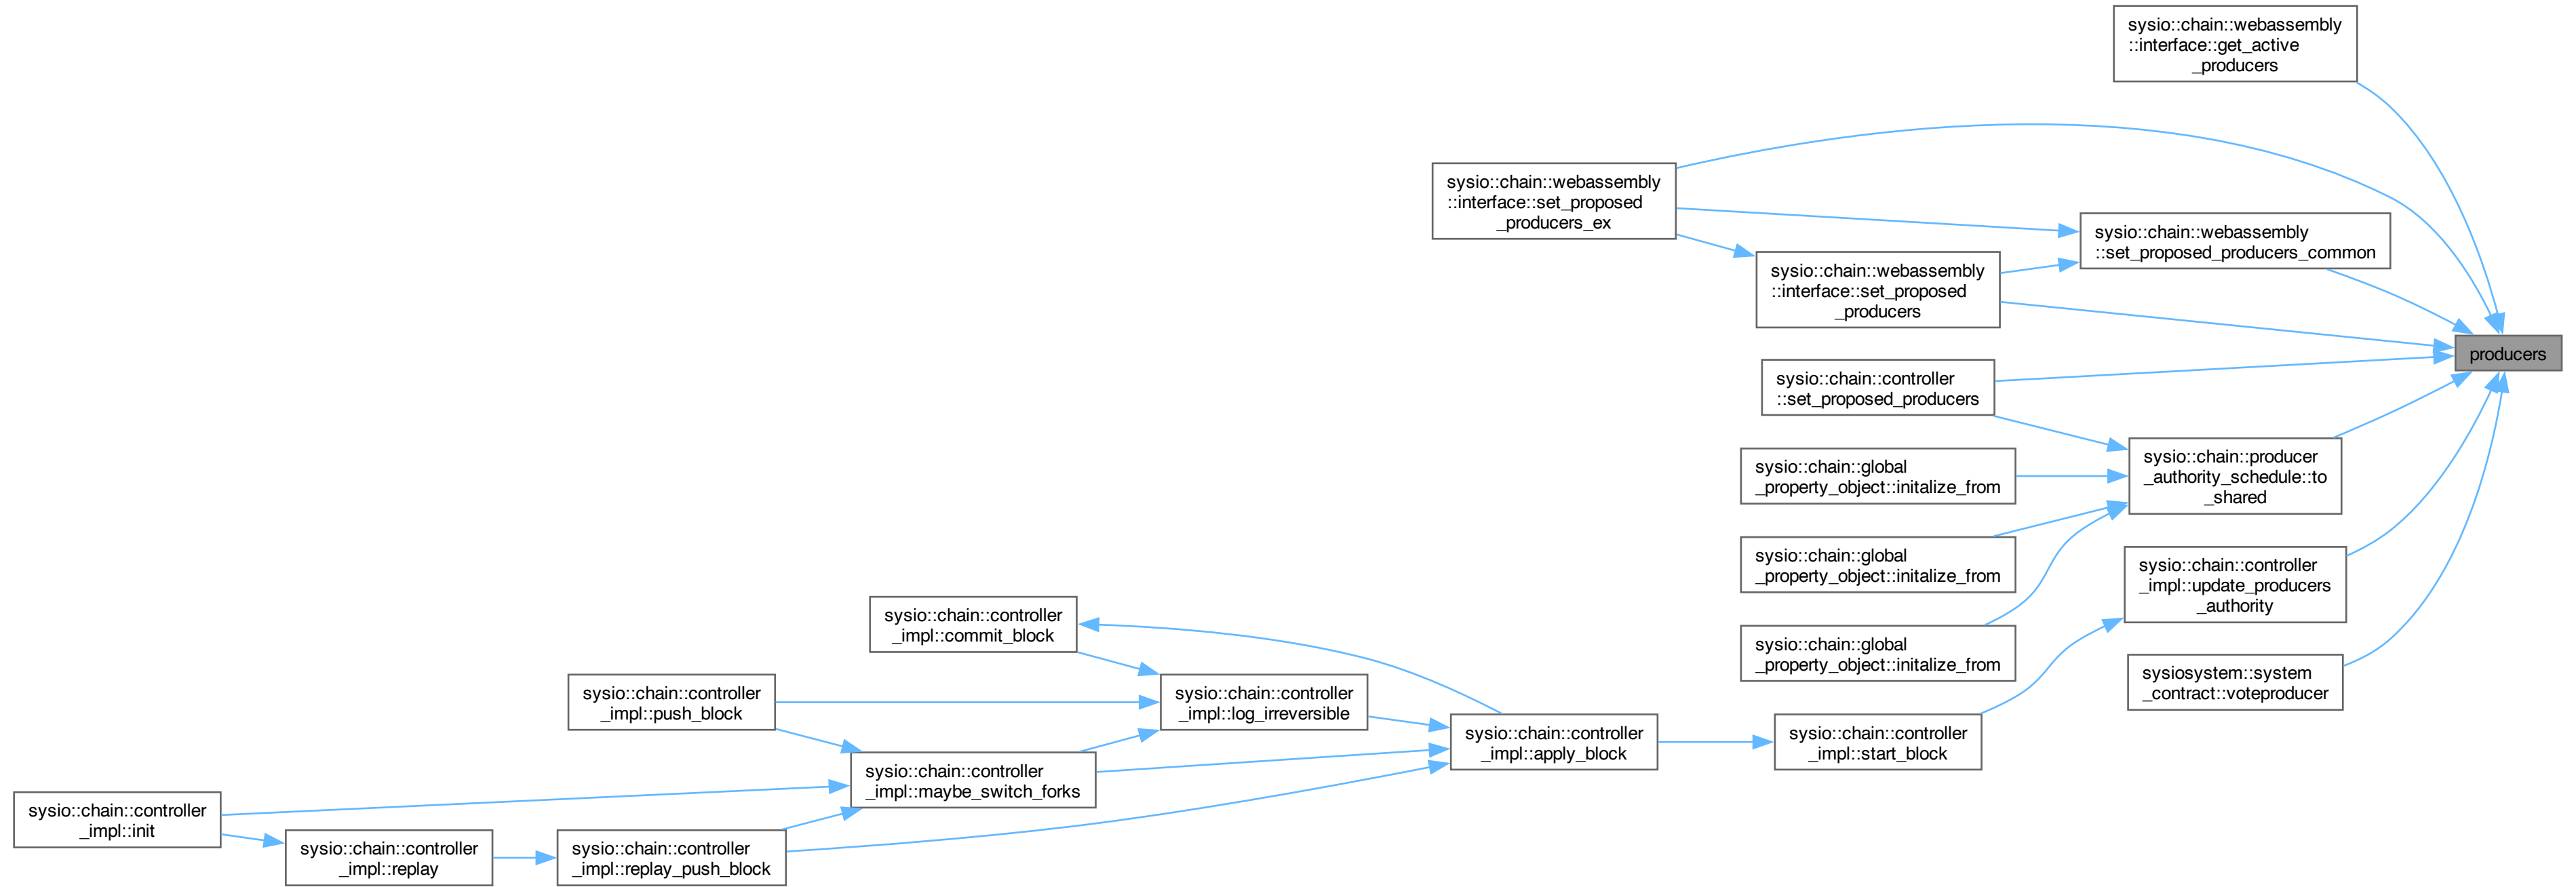 sysio::chain::webassembly
::interface::get_active
_producers
sysio::chain::webassembly
::interface::set_proposed
_producers_ex
sysio::chain::webassembly
::set_proposed_producers_common
sysio::chain::webassembly
::interface::set_proposed
_producers
producers
sysio::chain::controller
::set_proposed_producers
sysio::chain::global
_property_object::initalize_from
sysio::chain::producer
_authority_schedule::to
_shared
sysio::chain::global
_property_object::initalize_from
sysio::chain::controller
_impl::update_producers
_authority
sysio::chain::global
_property_object::initalize_from
sysiosystem::system
_contract::voteproducer
sysio::chain::controller
_impl::commit_block
sysio::chain::controller
_impl::push_block
sysio::chain::controller
_impl::log_irreversible
sysio::chain::controller
_impl::apply_block
sysio::chain::controller
_impl::start_block
sysio::chain::controller
_impl::maybe_switch_forks
sysio::chain::controller
_impl::init
sysio::chain::controller
_impl::replay
sysio::chain::controller
_impl::replay_push_block